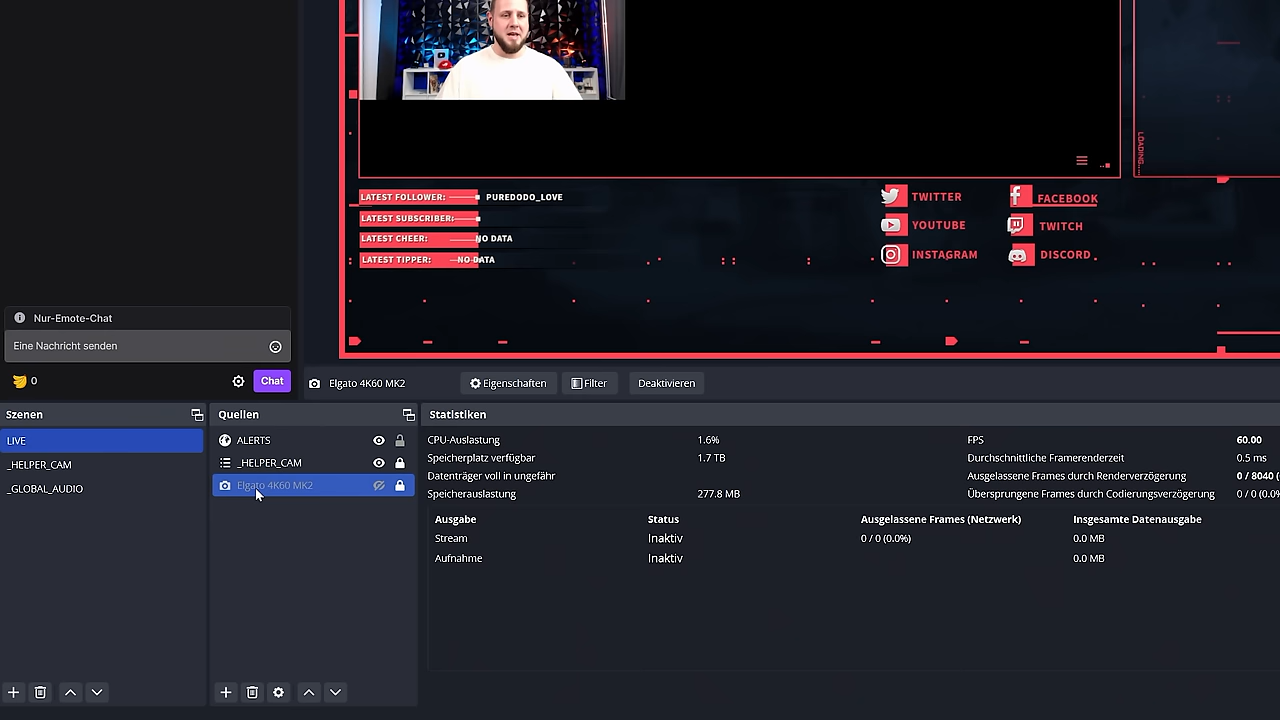 LOADING...
LATEST FOLLOWER: PUREDODO_LOVE
LATEST SUBSCRIBER:
LATEST CHEER: NO DATA
LATEST TIPPER: NO DATA
TWITTER FACEBOOK
YOUTUBE TWITCH
INSTAGRAM DISCORD
Nur-Emote-Chat
Eine Nachricht senden
0 Chat
Elgato 4K60 MK2 Eigenschaften Filter Deaktivieren
Szenen
LIVE
_HELPER_CAM
_GLOBAL_AUDIO
Quellen
ALERTS
_HELPER_CAM
Elgato 4K60 MK2
Statistiken
CPU-Auslastung 1.6% FPS 60.00
Speicherplatz verfügbar 1.7 TB Durchschnittliche Framerenderzeit 0.5 ms
Datenträger voll in ungefähr Ausgelassene Frames durch Renderverzögerung 0 / 8040 (
Speicherauslastung 277.8 MB Übersprungene Frames durch Codierungsverzögerung 0 / 0 (0.0%
Ausgabe Status Ausgelassene Frames (Netzwerk) Insgesamte Datenausgabe
Stream Inaktiv 0 / 0 (0.0%) 0.0 MB
Aufnahme Inaktiv 0.0 MB